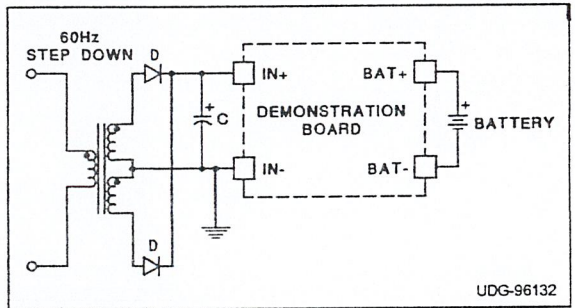 60Hz
STEP DOWN
D
IN+
BAT+
+
C
DEMONSTRATION
BOARD
+
BATTERY
IN-
BAT-
D
UDG-96132